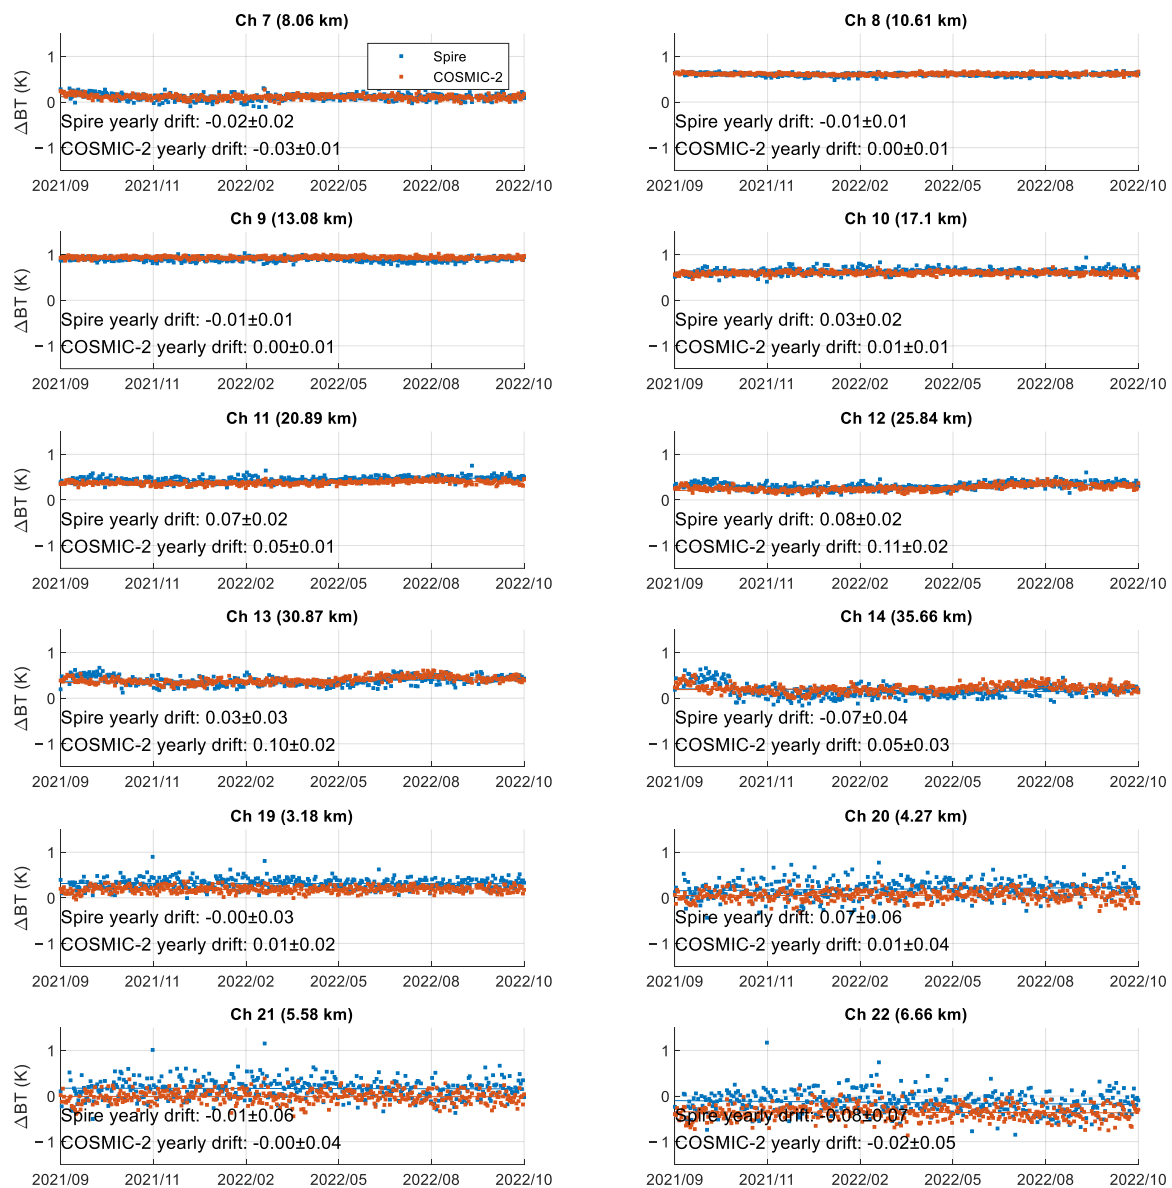 Ch 7 (8.06 km)
ΔBT (K)
1
0
−1
Spire
COSMIC-2
Spire yearly drift: -0.02±0.02
COSMIC-2 yearly drift: -0.03±0.01
2021/09 2021/11 2022/02 2022/05 2022/08 2022/10
Ch 8 (10.61 km)
1
0
−1
Spire yearly drift: -0.01±0.01
COSMIC-2 yearly drift: 0.00±0.01
2021/09 2021/11 2022/02 2022/05 2022/08 2022/10
Ch 9 (13.08 km)
ΔBT (K)
1
0
−1
Spire yearly drift: -0.01±0.01
COSMIC-2 yearly drift: 0.00±0.01
2021/09 2021/11 2022/02 2022/05 2022/08 2022/10
Ch 10 (17.1 km)
1
0
−1
Spire yearly drift: 0.03±0.02
COSMIC-2 yearly drift: 0.01±0.01
2021/09 2021/11 2022/02 2022/05 2022/08 2022/10
Ch 11 (20.89 km)
ΔBT (K)
1
0
−1
Spire yearly drift: 0.07±0.02
COSMIC-2 yearly drift: 0.05±0.01
2021/09 2021/11 2022/02 2022/05 2022/08 2022/10
Ch 12 (25.84 km)
1
0
−1
Spire yearly drift: 0.08±0.02
COSMIC-2 yearly drift: 0.11±0.02
2021/09 2021/11 2022/02 2022/05 2022/08 2022/10
Ch 13 (30.87 km)
ΔBT (K)
1
0
−1
Spire yearly drift: 0.03±0.03
COSMIC-2 yearly drift: 0.10±0.02
2021/09 2021/11 2022/02 2022/05 2022/08 2022/10
Ch 14 (35.66 km)
1
0
−1
Spire yearly drift: -0.07±0.04
COSMIC-2 yearly drift: 0.05±0.03
2021/09 2021/11 2022/02 2022/05 2022/08 2022/10
Ch 19 (3.18 km)
ΔBT (K)
1
0
−1
Spire yearly drift: -0.00±0.03
COSMIC-2 yearly drift: 0.01±0.02
2021/09 2021/11 2022/02 2022/05 2022/08 2022/10
Ch 20 (4.27 km)
1
0
−1
Spire yearly drift: 0.07±0.06
COSMIC-2 yearly drift: 0.01±0.04
2021/09 2021/11 2022/02 2022/05 2022/08 2022/10
Ch 21 (5.58 km)
ΔBT (K)
1
0
−1
Spire yearly drift: -0.01±0.06
COSMIC-2 yearly drift: -0.00±0.04
2021/09 2021/11 2022/02 2022/05 2022/08 2022/10
Ch 22 (6.66 km)
1
0
−1
Spire yearly drift: -0.08±0.07
COSMIC-2 yearly drift: -0.02±0.05
2021/09 2021/11 2022/02 2022/05 2022/08 2022/10